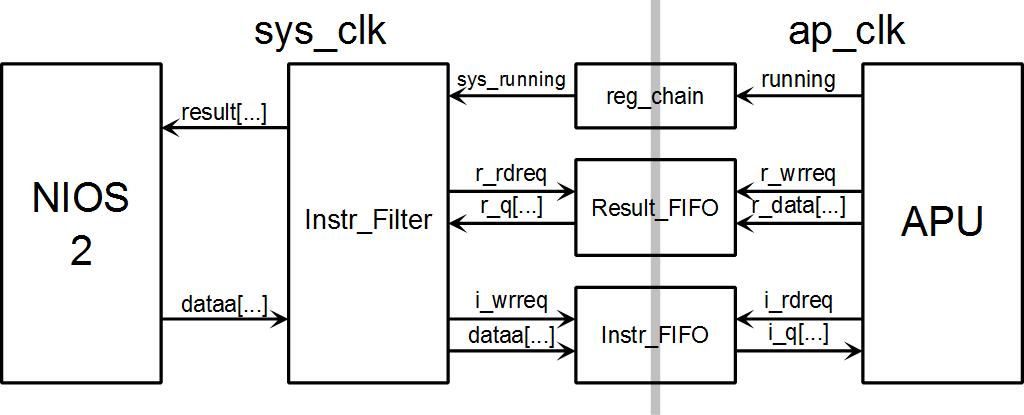 sys_clk
ap_clk
sys_running
reg_chain
running
result[...]
NIOS
2
Instr_Filter
r_rdreq
r_q[...]
Result_FIFO
r_wrreq
r_data[...]
APU
dataa[...]
i_wrreq
dataa[...]
Instr_FIFO
i_rdreq
i_q[...]